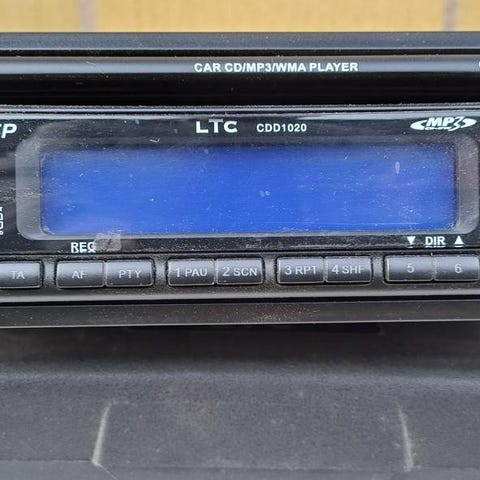 CAR CD/MP3/WMA PLAYER
LTC CDD1020 MP3
REG ▼ DIR ▲
TA AF PTY 1 PAU 2 SCN 3 RPT 4 SHF 5 6